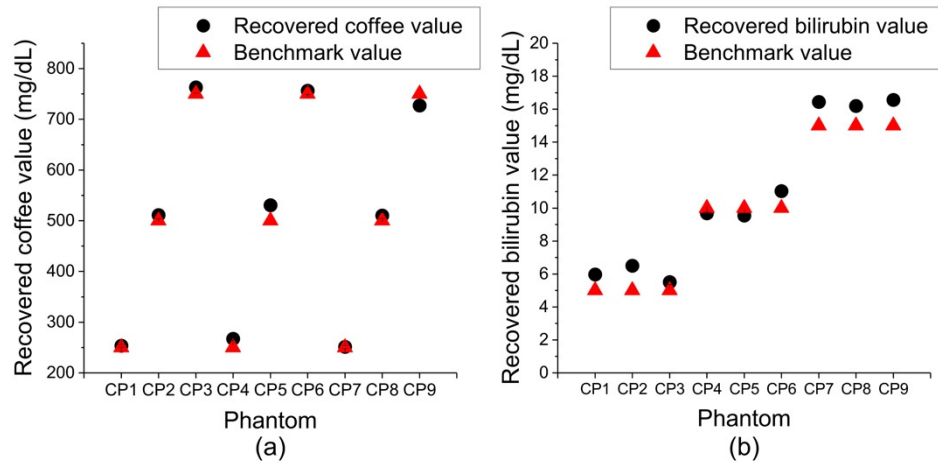 Recovered coffee value
Benchmark value
Recovered coffee value (mg/dL)
800
700
600
500
400
300
200
CP1 CP2 CP3 CP4 CP5 CP6 CP7 CP8 CP9
Phantom
(a)
Recovered bilirubin value
Benchmark value
Recovered bilirubin value (mg/dL)
20
18
16
14
12
10
8
6
4
2
0
CP1 CP2 CP3 CP4 CP5 CP6 CP7 CP8 CP9
Phantom
(b)